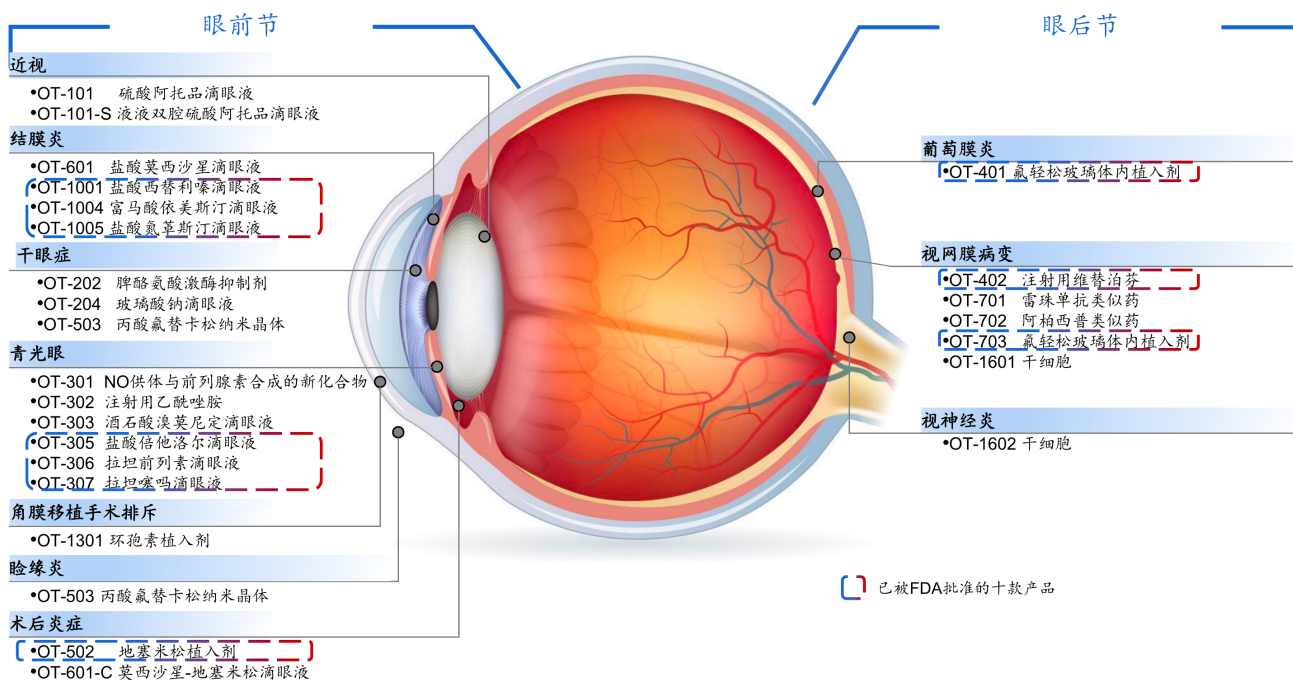 眼前节
近视
•OT-101 硫酸阿托品滴眼液
•OT-101-S 液液双腔硫酸阿托品滴眼液
结膜炎
•OT-601 盐酸莫西沙星滴眼液
•OT-1001 盐酸西替利嗪滴眼液
•OT-1004 富马酸依美斯汀滴眼液
•OT-1005 盐酸氮䓬斯汀滴眼液
干眼症
•OT-202 脾酪氨酸激酶抑制剂
•OT-204 玻璃酸钠滴眼液
•OT-503 丙酸氟替卡松纳米晶体
青光眼
•OT-301 NO供体与前列腺素合成的新化合物
•OT-302 注射用乙酰唑胺
•OT-303 酒石酸溴莫尼定滴眼液
•OT-305 盐酸倍他洛尔滴眼液
•OT-306 拉坦前列素滴眼液
•OT-307 拉坦噻吗滴眼液
角膜移植手术排斥
•OT-1301 环孢素植入剂
睑缘炎
•OT-503 丙酸氟替卡松纳米晶体
术后炎症
•OT-502 地塞米松植入剂
•OT-601-C 莫西沙星-地塞米松滴眼液
眼后节
葡萄膜炎
•OT-401 氟轻松玻璃体内植入剂
视网膜病变
•OT-402 注射用维替泊芬
•OT-701 雷珠单抗类似药
•OT-702 阿柏西普类似药
•OT-703 氟轻松玻璃体内植入剂
•OT-1601 干细胞
视神经炎
•OT-1602 干细胞
已被FDA批准的十款产品